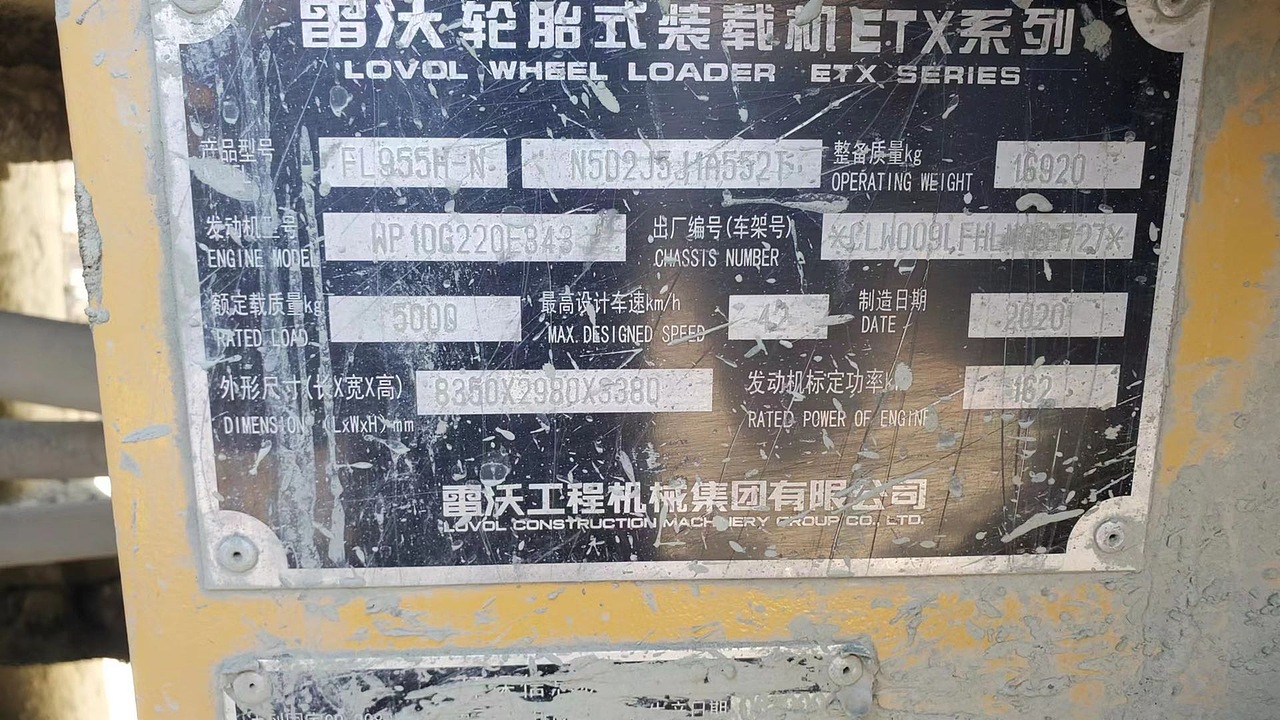 雷沃轮胎式装载机ETX系列
LOVOL WHEEL LOADER ETX SERIES
产品型号 FL955H-N 整备质量kg 16920
OPERATING WEIGHT
发动机型号 WP10G220E343 出厂编号(车架号)
ENGINE MODEL CHASSIS NUMBER
额定载质量kg 5000 最高设计车速km/h 42 制造日期 2020
RATED LOAD MAX.DESIGNED SPEED DATE
外形尺寸(长X宽X高) 8350X2980X3380 发动机标定功率 162
DIMENSION (LxWxH) mm RATED POWER OF ENGINE
雷沃工程机械集团有限公司
LOVOL CONSTRUCTION MACHINERY GROUP CO., LTD.
生产日期